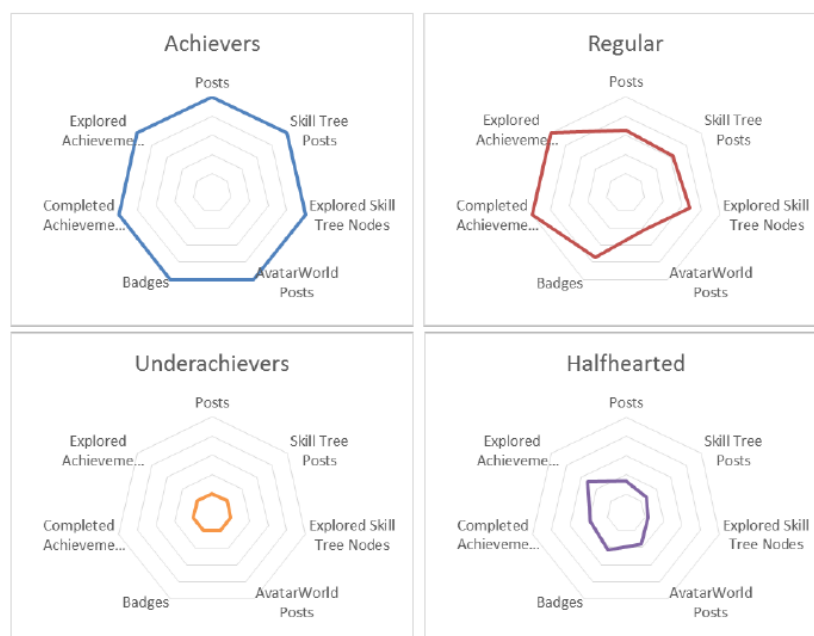 Achievers
Posts
Skill Tree
Posts
Explored Skill
Tree Nodes
AvatarWorld
Posts
Badges
Completed
Achieveme...
Explored
Achieveme...
Regular
Posts
Skill Tree
Posts
Explored Skill
Tree Nodes
AvatarWorld
Posts
Badges
Completed
Achieveme...
Explored
Achieveme...
Underachievers
Posts
Skill Tree
Posts
Explored Skill
Tree Nodes
AvatarWorld
Posts
Badges
Completed
Achieveme...
Explored
Achieveme...
Halfhearted
Posts
Skill Tree
Posts
Explored Skill
Tree Nodes
AvatarWorld
Posts
Badges
Completed
Achieveme...
Explored
Achieveme...